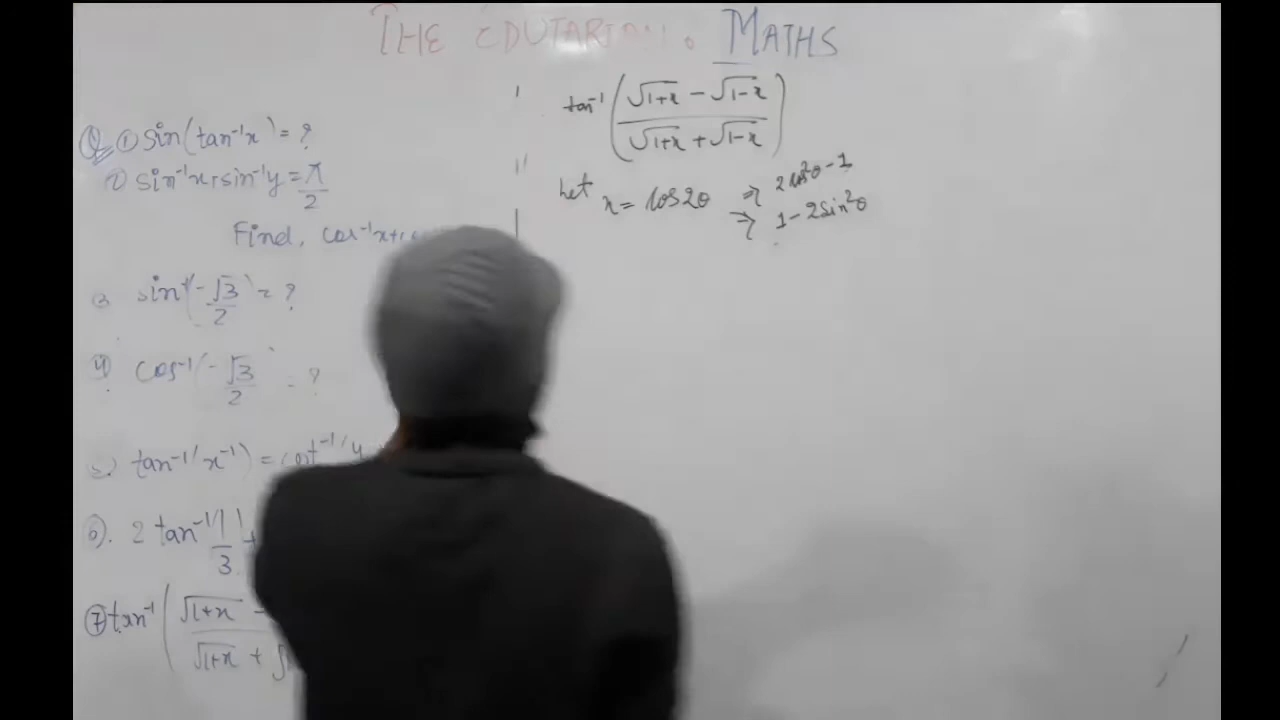 THE EDUTARIAN. MATHS
Q ① sin(tan⁻¹x) = ?
② sin⁻¹x + sin⁻¹y = π/2
Find, cos⁻¹x +
③ sin⁻¹(-√3/2) = ?
4) cos⁻¹(-√3/2) = ?
5) tan⁻¹(x⁻¹) = cot⁻¹(y
6). 2 tan⁻¹(1/3) +
⑦ tan⁻¹(√1+x - / √1+x + √
tan⁻¹((√1+x - √1-x) / (√1+x + √1-x))
Let x = cos2θ ⇒ 2cos²θ - 1
⇒ 1 - 2sin²θ